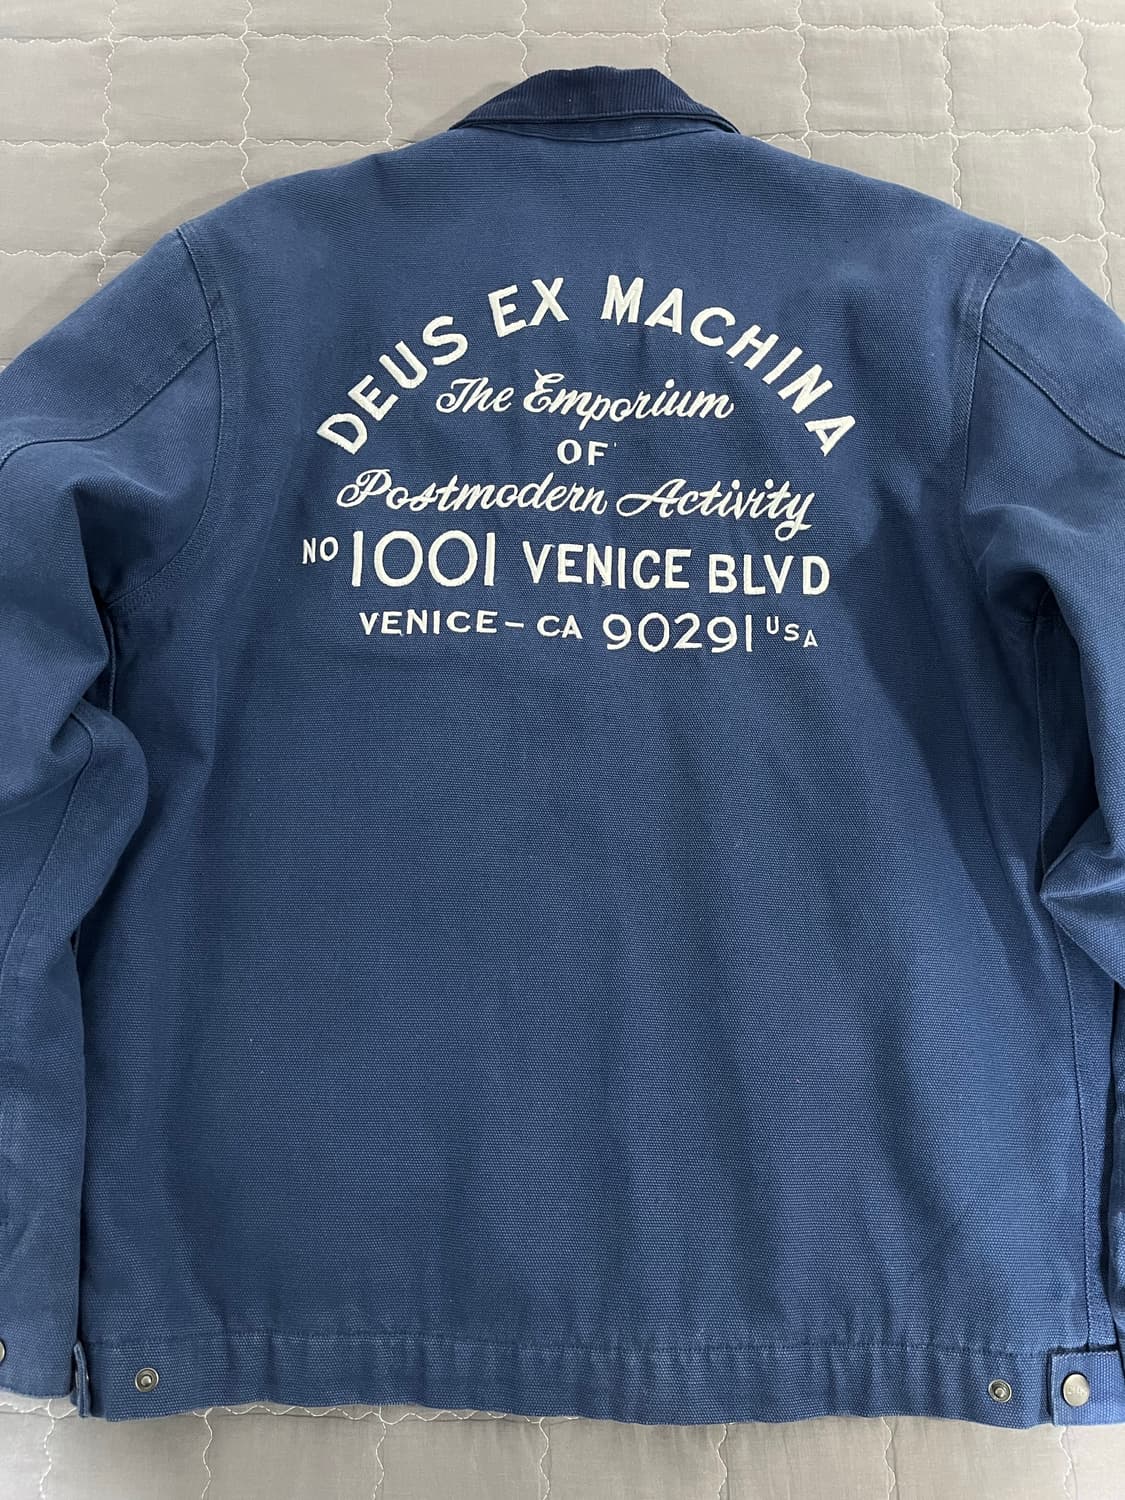 DEUS EX MACHINA
The Emporium
OF
Postmodern Activity
NO 1001 VENICE BLVD
VENICE – CA 90291 USA